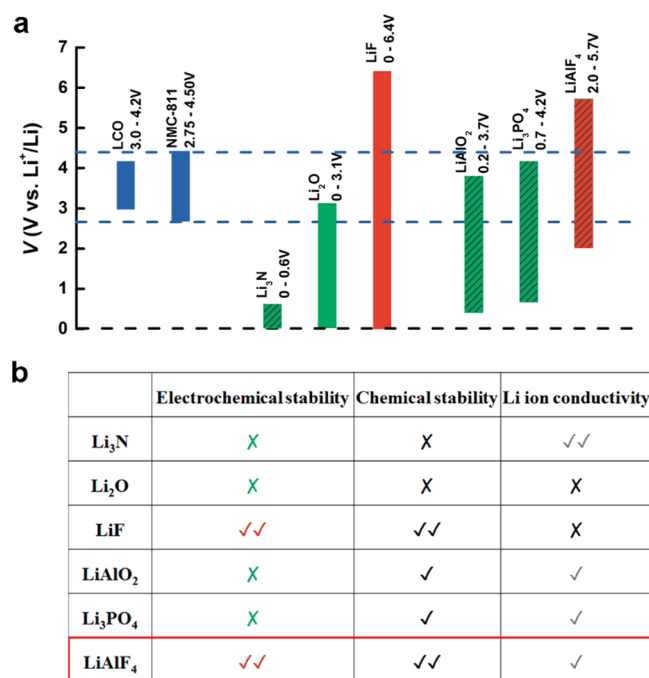 a
7
6
5
4
3
2
1
0
V (V vs. Li⁺/Li)
LCO
3.0 - 4.2V
NMC-811
2.75 - 4.50V
Li₃N
0 - 0.6V
Li₂O
0 - 3.1V
LiF
0 - 6.4V
LiAlO₂
0.2 - 3.7V
Li₃PO₄
0.7 - 4.2V
LiAlF₄
2.0 - 5.7V
b
Electrochemical stability Chemical stability Li ion conductivity
Li₃N ✗ ✗ ✓✓
Li₂O ✗ ✗ ✗
LiF ✓✓ ✓✓ ✗
LiAlO₂ ✗ ✓ ✓
Li₃PO₄ ✗ ✓ ✓
LiAlF₄ ✓✓ ✓✓ ✓